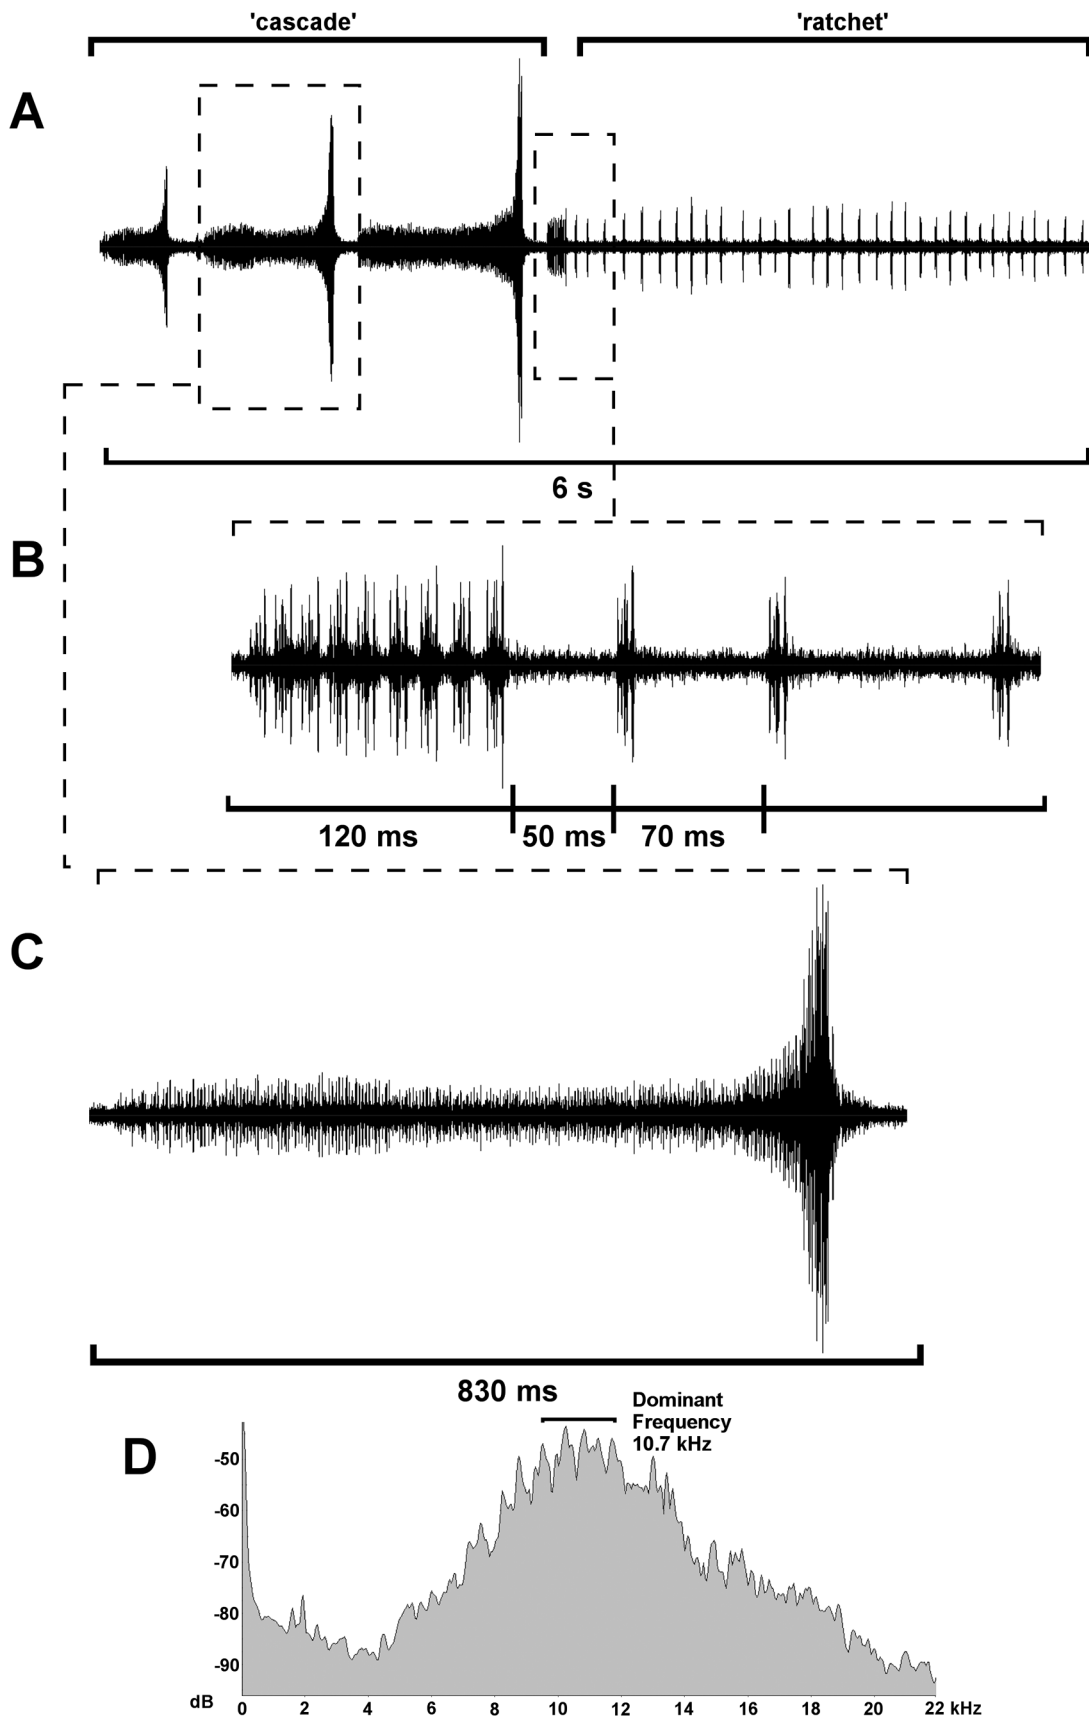 'cascade' 'ratchet'
A
6 s
B
120 ms 50 ms 70 ms
C
830 ms
Dominant
Frequency
10.7 kHz
D
-50
-60
-70
-80
-90
dB
0 2 4 6 8 10 12 14 16 18 20 22 kHz